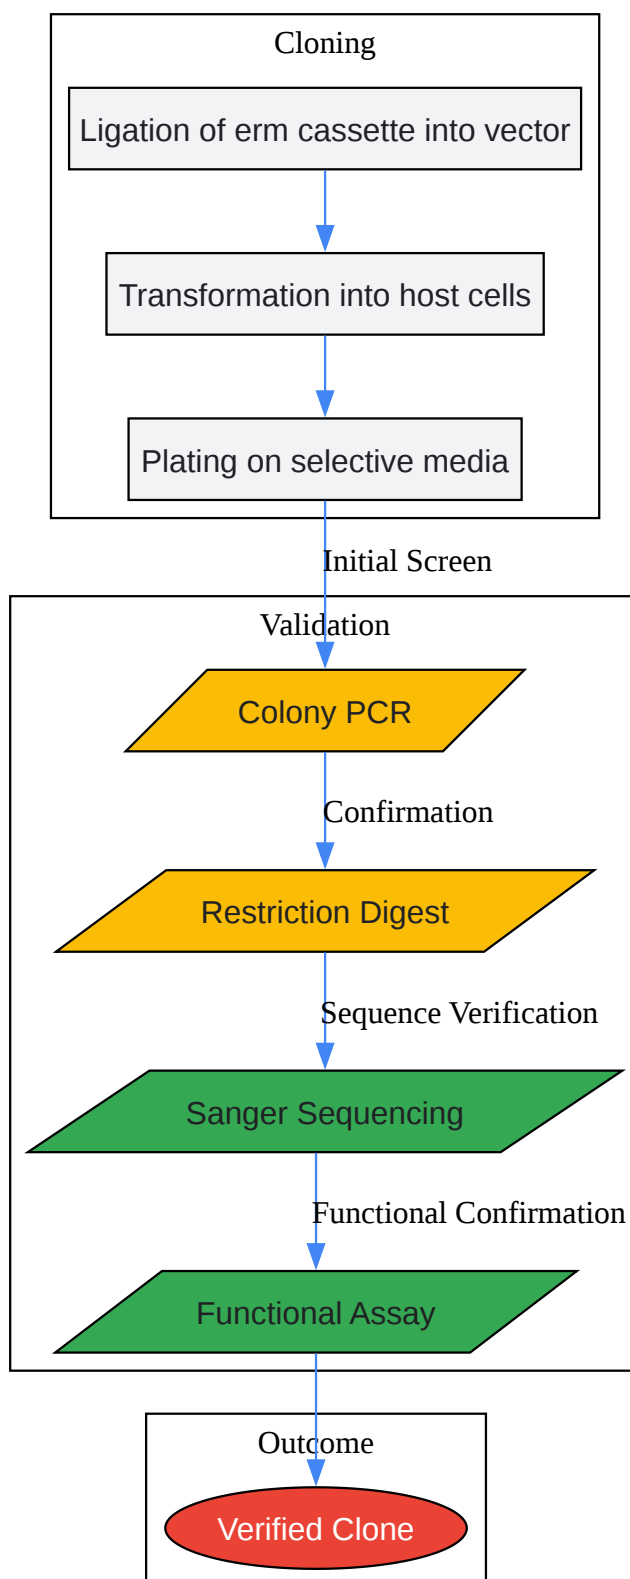 Cloning
Ligation of erm cassette into vector
Transformation into host cells
Plating on selective media
Initial Screen
Validation
Colony PCR
Confirmation
Restriction Digest
Sequence Verification
Sanger Sequencing
Functional Confirmation
Functional Assay
Outcome
Verified Clone